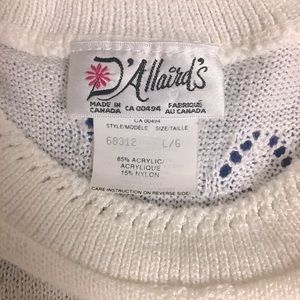 D'Allaird's
MADE IN CANADA CA 00494 FABRIQUÉ AU CANADA
CA 00494
STYLE/MODELE SIZE/TAILLE
68312 L/G
85% ACRYLIC/
ACRYLIQUE
15% NYLON
CARE INSTRUCTION ON REVERSE SIDE/